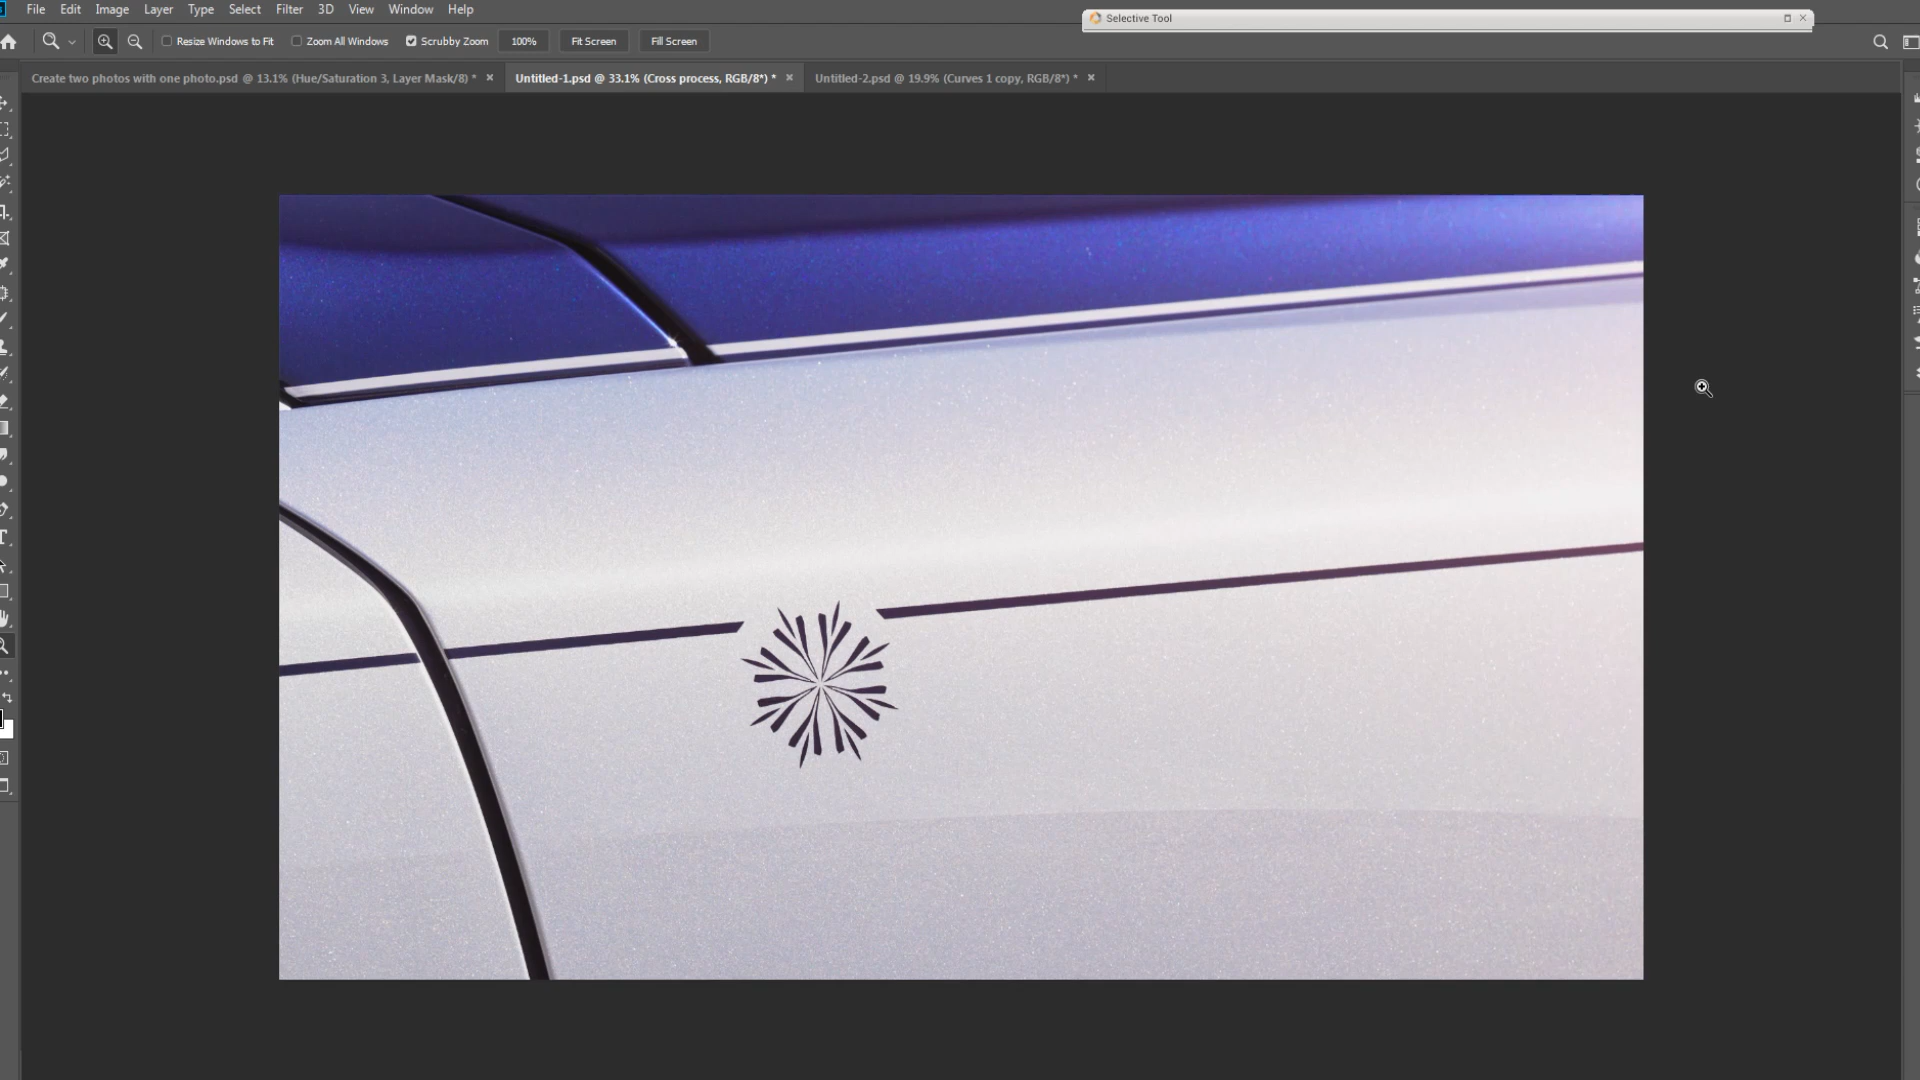 File Edit Image Layer Type Select Filter 3D View Window Help
Selective Tool
Resize Windows to Fit Zoom All Windows Scrubby Zoom 100% Fit Screen Fill Screen
Create two photos with one photo.psd @ 13.1% (Hue/Saturation 3, Layer Mask/8) * × Untitled-1.psd @ 33.1% (Cross process, RGB/8*) * × Untitled-2.psd @ 19.9% (Curves 1 copy, RGB/8*) * ×